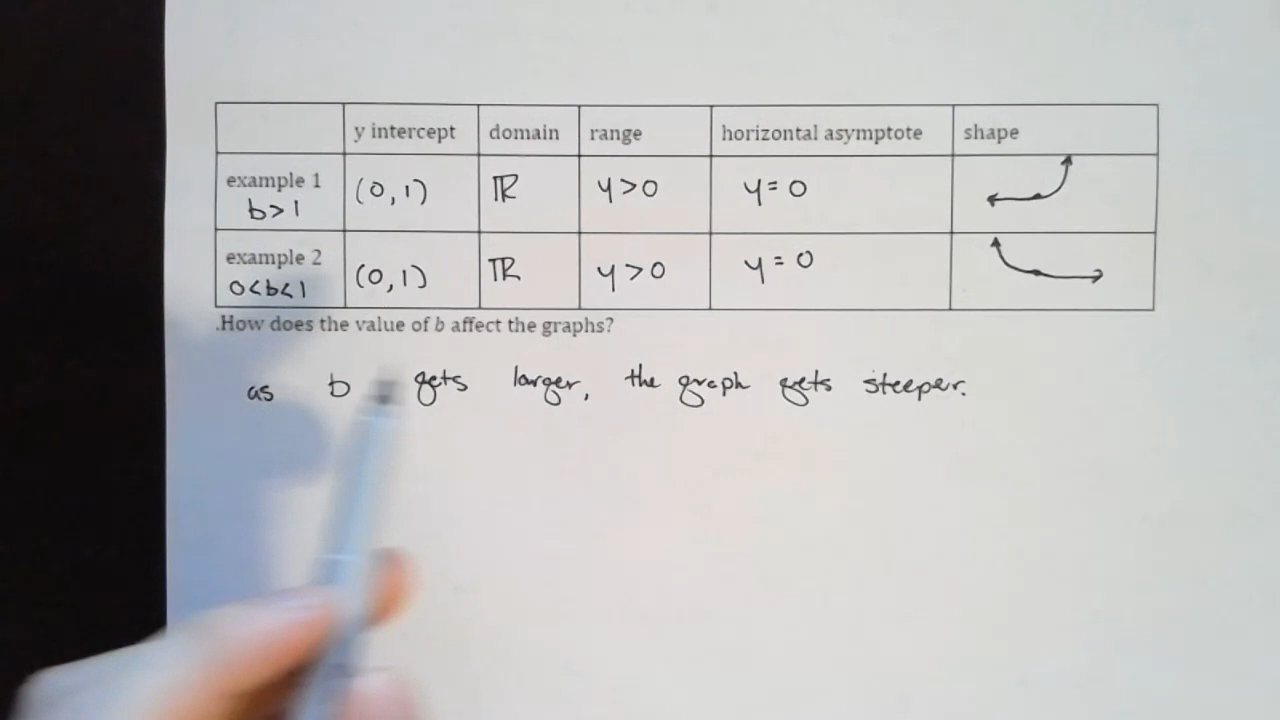 y intercept domain range horizontal asymptote shape
example 1 (0,1) ℝ y>0 y=0
b>1
example 2 (0,1) ℝ y>0 y=0
0<b<1
.How does the value of b affect the graphs?
as b gets larger, the graph gets steeper.